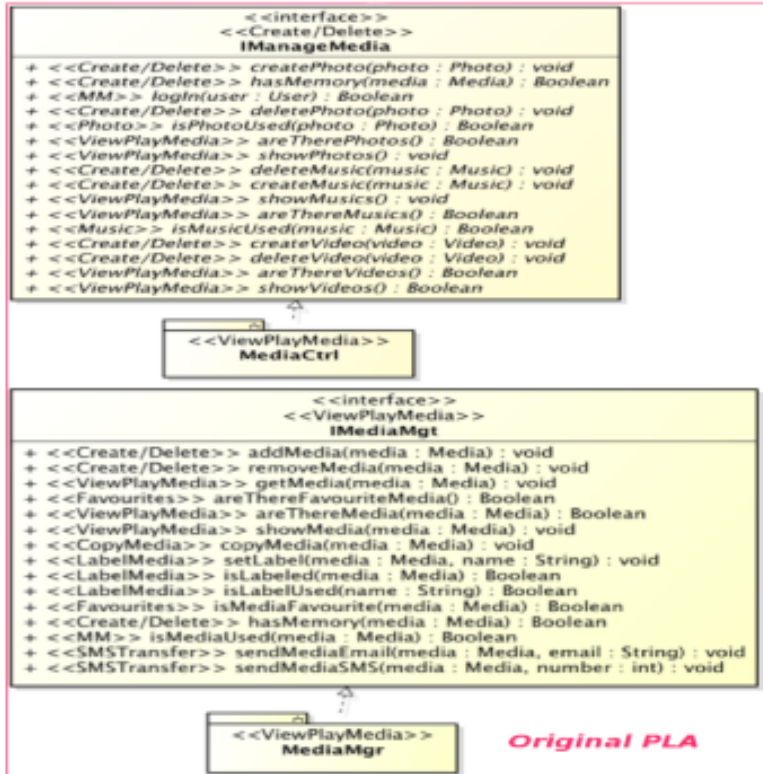 <<interface>>
<<Create/Delete>>
IManageMedia
+ <<Create/Delete>> createPhoto(photo : Photo) : void
+ <<Create/Delete>> hasMemory(media : Media) : Boolean
+ <<MM>> logIn(user : User) : Boolean
+ <<Create/Delete>> deletePhoto(photo : Photo) : void
+ <<Photo>> isPhotoUsed(photo : Photo) : Boolean
+ <<ViewPlayMedia>> areTherePhotos() : Boolean
+ <<ViewPlayMedia>> showPhotos() : void
+ <<Create/Delete>> deleteMusic(music : Music) : void
+ <<Create/Delete>> createMusic(music : Music) : void
+ <<ViewPlayMedia>> showMusics() : void
+ <<ViewPlayMedia>> areThereMusics() : Boolean
+ <<Music>> isMusicUsed(music : Music) : Boolean
+ <<Create/Delete>> createVideo(video : Video) : void
+ <<Create/Delete>> deleteVideo(video : Video) : void
+ <<ViewPlayMedia>> areThereVideos() : Boolean
+ <<ViewPlayMedia>> showVideos() : Boolean
<<ViewPlayMedia>>
MediaCtrl
<<interface>>
<<ViewPlayMedia>>
IMediaMgt
+ <<Create/Delete>> addMedia(media : Media) : void
+ <<Create/Delete>> removeMedia(media : Media) : void
+ <<ViewPlayMedia>> getMedia(media : Media) : void
+ <<Favourites>> areThereFavouriteMedia() : Boolean
+ <<ViewPlayMedia>> areThereMedia(media : Media) : Boolean
+ <<ViewPlayMedia>> showMedia(media : Media) : void
+ <<CopyMedia>> copyMedia(media : Media) : void
+ <<LabelMedia>> setLabel(media : Media, name : String) : void
+ <<LabelMedia>> isLabeled(media : Media) : Boolean
+ <<LabelMedia>> isLabelUsed(name : String) : Boolean
+ <<Favourites>> isMediaFavourite(media : Media) : Boolean
+ <<Create/Delete>> hasMemory(media : Media) : Boolean
+ <<MM>> isMediaUsed(media : Media) : Boolean
+ <<SMSTransfer>> sendMediaEmail(media : Media, email : String) : void
+ <<SMSTransfer>> sendMediaSMS(media : Media, number : int) : void
<<ViewPlayMedia>>
MediaMgr
Original PLA